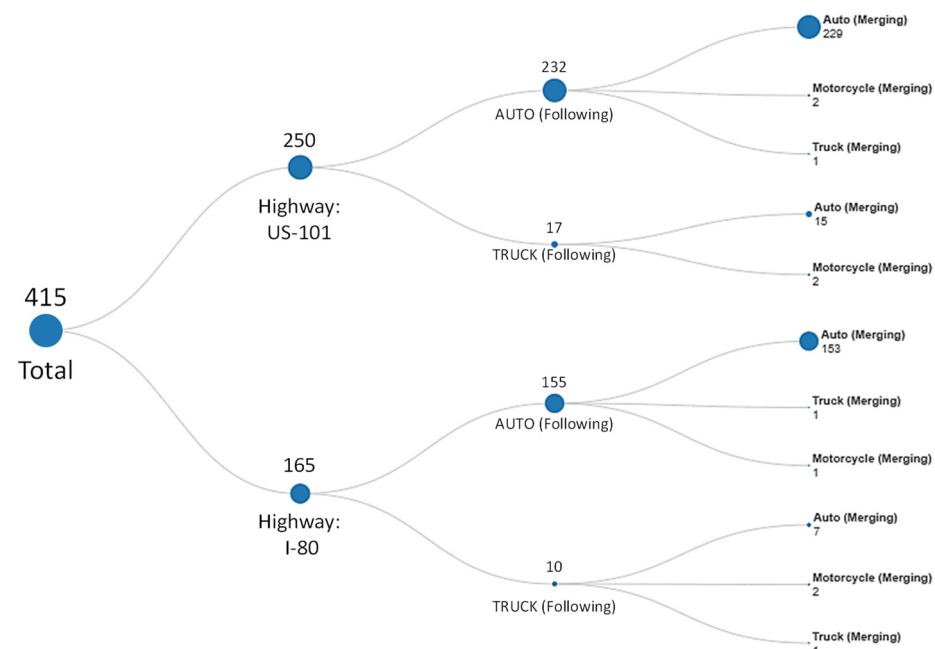 415
Total
250
Highway:
US-101
232
AUTO (Following)
Auto (Merging)
229
Motorcycle (Merging)
2
Truck (Merging)
1
17
TRUCK (Following)
Auto (Merging)
15
Motorcycle (Merging)
2
165
Highway:
I-80
155
AUTO (Following)
Auto (Merging)
153
Truck (Merging)
1
Motorcycle (Merging)
1
10
TRUCK (Following)
Auto (Merging)
7
Motorcycle (Merging)
2
Truck (Merging)